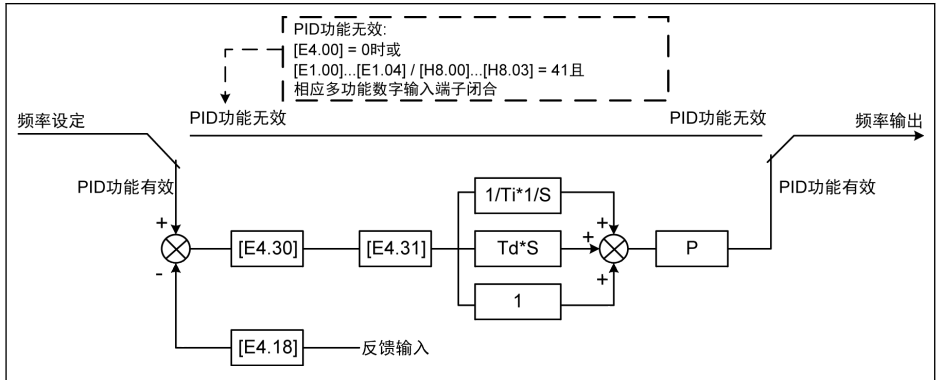 PID功能无效:
[E4.00] = 0时或
[E1.00]...[E1.04] / [H8.00]...[H8.03] = 41且
相应多功能数字输入端子闭合
频率设定
PID功能无效
PID功能无效
频率输出
PID功能有效
PID功能有效
+
-
[E4.30]
[E4.31]
1/Ti*1/S
Td*S
1
+
+
+
P
[E4.18]
反馈输入